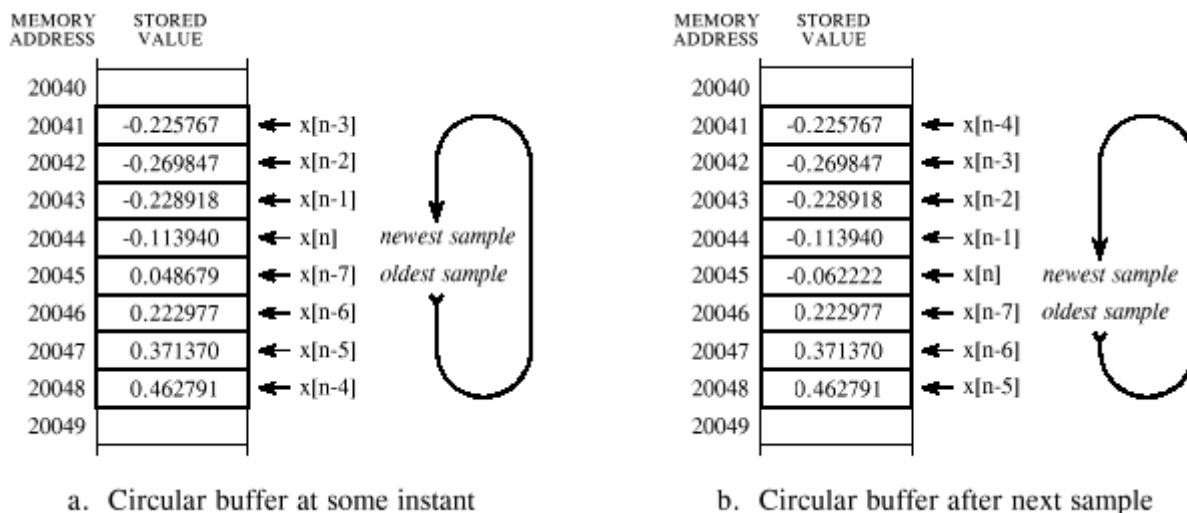 MEMORY ADDRESS STORED VALUE
20040
20041 -0.225767 x[n-3]
20042 -0.269847 x[n-2]
20043 -0.228918 x[n-1]
20044 -0.113940 x[n] newest sample
20045 0.048679 x[n-7] oldest sample
20046 0.222977 x[n-6]
20047 0.371370 x[n-5]
20048 0.462791 x[n-4]
20049
a. Circular buffer at some instant
MEMORY ADDRESS STORED VALUE
20040
20041 -0.225767 x[n-4]
20042 -0.269847 x[n-3]
20043 -0.228918 x[n-2]
20044 -0.113940 x[n-1]
20045 -0.062222 x[n] newest sample
20046 0.222977 x[n-7] oldest sample
20047 0.371370 x[n-6]
20048 0.462791 x[n-5]
20049
b. Circular buffer after next sample